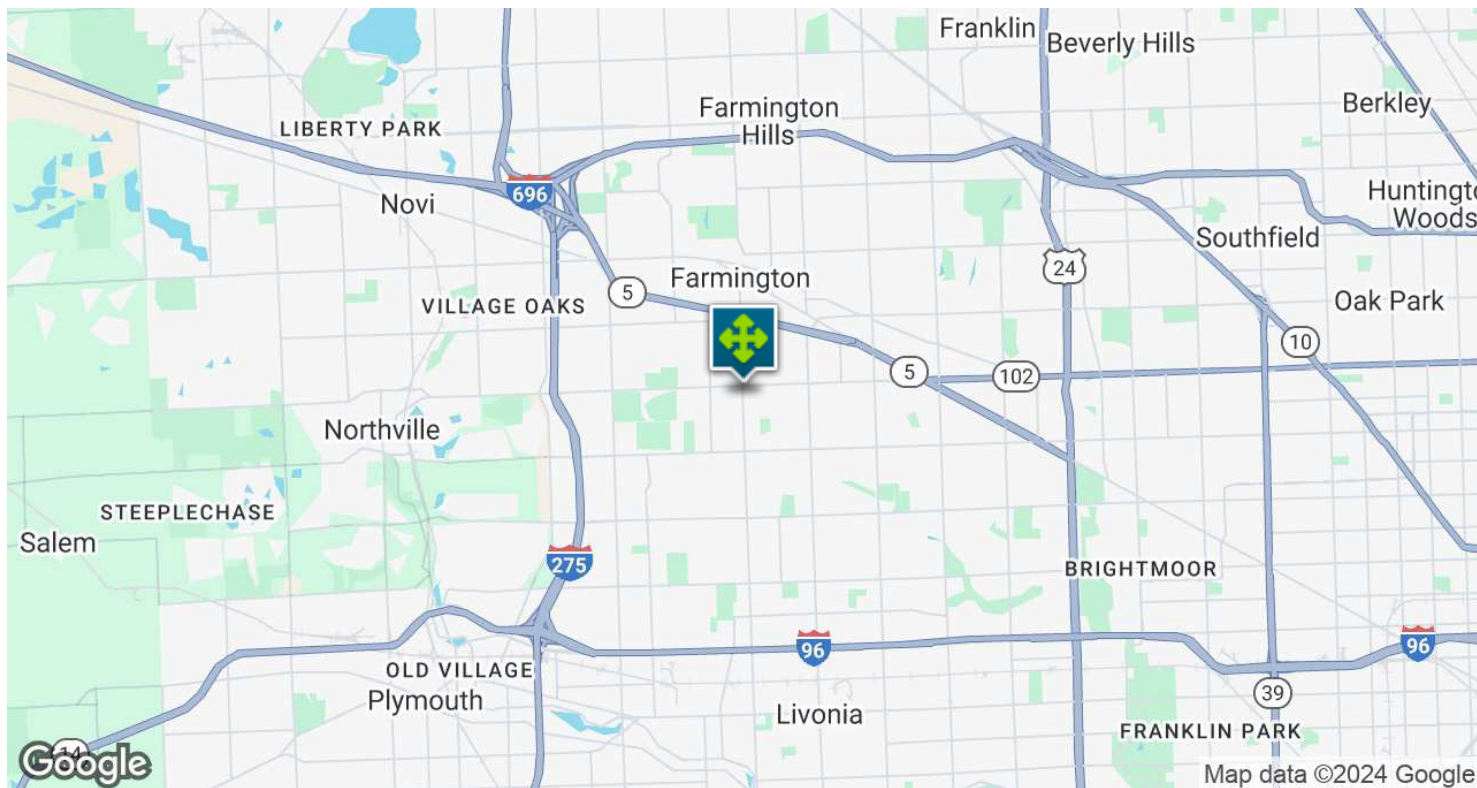 Franklin
Beverly Hills
Berkley
Farmington
Hills
LIBERTY PARK
696
Novi
Huntingto
Woods
Southfield
24
Farmington
5
VILLAGE OAKS
Oak Park
10
5
102
Northville
STEEPLECHASE
Salem
275
BRIGHTMOOR
96
96
OLD VILLAGE
Plymouth
39
Livonia
FRANKLIN PARK
14
Google
Map data ©2024 Google